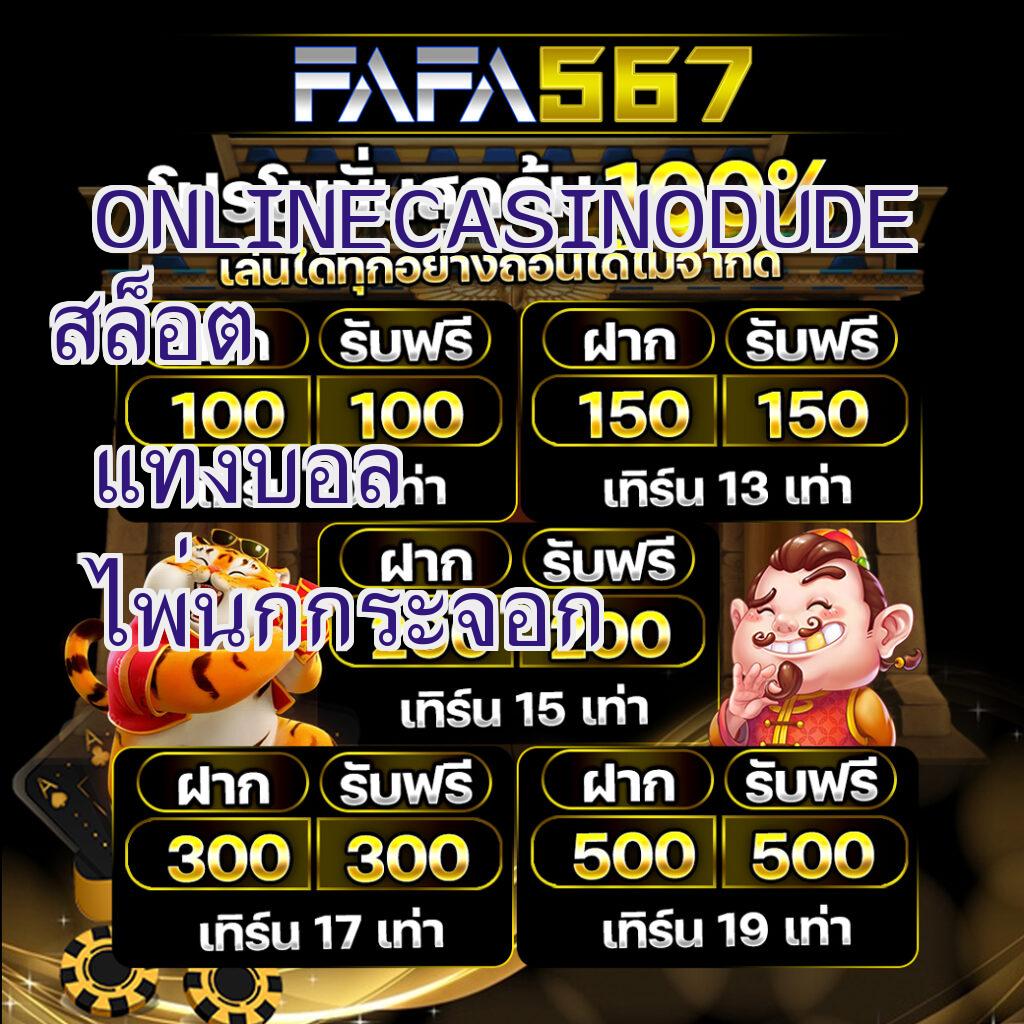 FAFA567
100%
ONLINECASINODUDE
เล่นได้ทุกอย่างถอนได้ไม่จำกัด
สล็อต
รับฟรี ฝาก รับฟรี
100 100 150 150
แทงบอล
เท่า เทิร์น 13 เท่า
ฝาก รับฟรี
ไพ่นกกระจอก
200 200
เทิร์น 15 เท่า
ฝาก รับฟรี ฝาก รับฟรี
300 300 500 500
เทิร์น 17 เท่า เทิร์น 19 เท่า